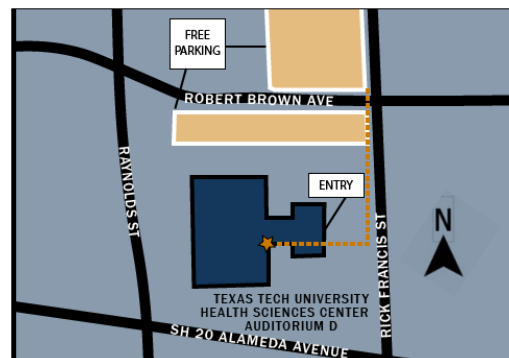 FREE
PARKING
ROBERT BROWN AVE
RAYNOLDS ST
ENTRY
RICK FRANCIS ST
N
TEXAS TECH UNIVERSITY
HEALTH SCIENCES CENTER
AUDITORIUM D
SH 20 ALAMEDA AVENUE